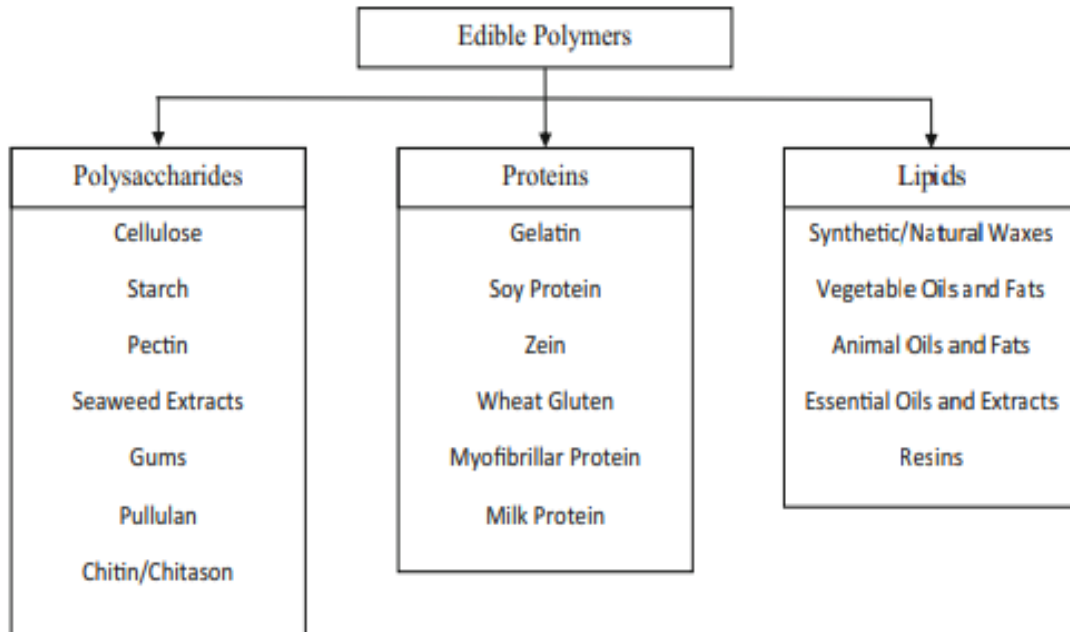 Edible Polymers
Polysaccharides
Cellulose
Starch
Pectin
Seaweed Extracts
Gums
Pullulan
Chitin/Chitason
Proteins
Gelatin
Soy Protein
Zein
Wheat Gluten
Myofibrillar Protein
Milk Protein
Lipids
Synthetic/Natural Waxes
Vegetable Oils and Fats
Animal Oils and Fats
Essential Oils and Extracts
Resins